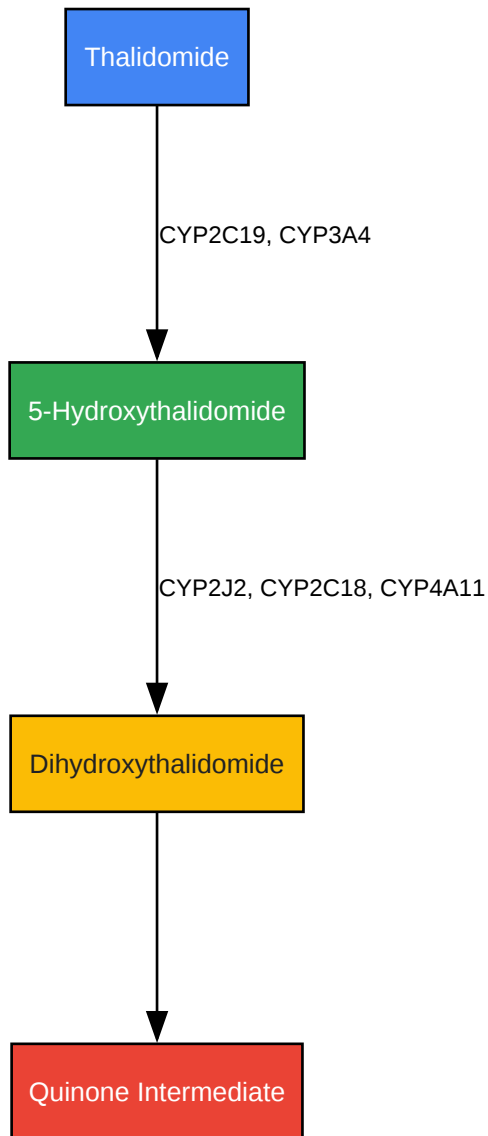 Thalidomide
CYP2C19, CYP3A4
5-Hydroxythalidomide
CYP2J2, CYP2C18, CYP4A11
Dihydroxythalidomide
Quinone Intermediate